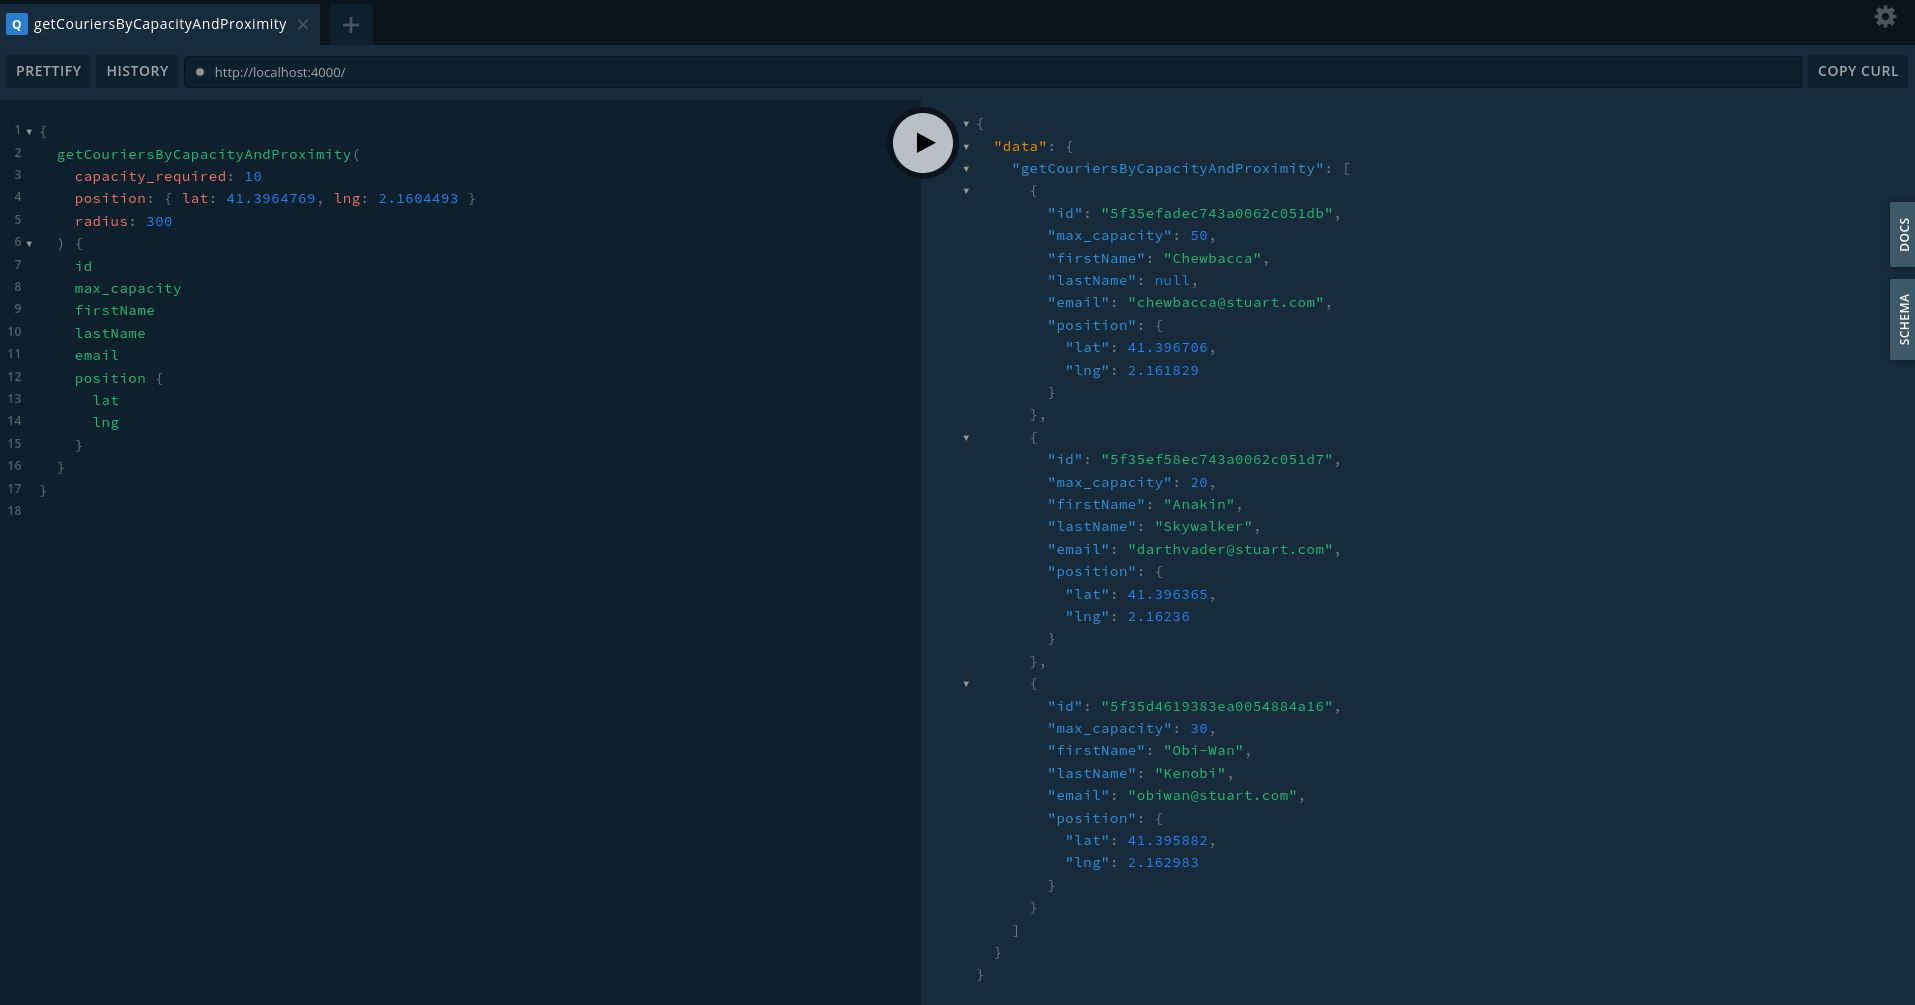 Q getCouriersByCapacityAndProximity × +
PRETTIFY HISTORY http://localhost:4000/ COPY CURL
1 {
2 getCouriersByCapacityAndProximity(
3 capacity_required: 10
4 position: { lat: 41.3964769, lng: 2.1604493 }
5 radius: 300
6 ) {
7 id
8 max_capacity
9 firstName
10 lastName
11 email
12 position {
13 lat
14 lng
15 }
16 }
17 }
18
{
"data": {
"getCouriersByCapacityAndProximity": [
{
"id": "5f35efadec743a0062c051db",
"max_capacity": 50,
"firstName": "Chewbacca",
"lastName": null,
"email": "chewbacca@stuart.com",
"position": {
"lat": 41.396706,
"lng": 2.161829
}
},
{
"id": "5f35ef58ec743a0062c051d7",
"max_capacity": 20,
"firstName": "Anakin",
"lastName": "Skywalker",
"email": "darthvader@stuart.com",
"position": {
"lat": 41.396365,
"lng": 2.16236
}
},
{
"id": "5f35d4619383ea0054884a16",
"max_capacity": 30,
"firstName": "Obi-Wan",
"lastName": "Kenobi",
"email": "obiwan@stuart.com",
"position": {
"lat": 41.395882,
"lng": 2.162983
}
}
]
}
}
DOCS
SCHEMA